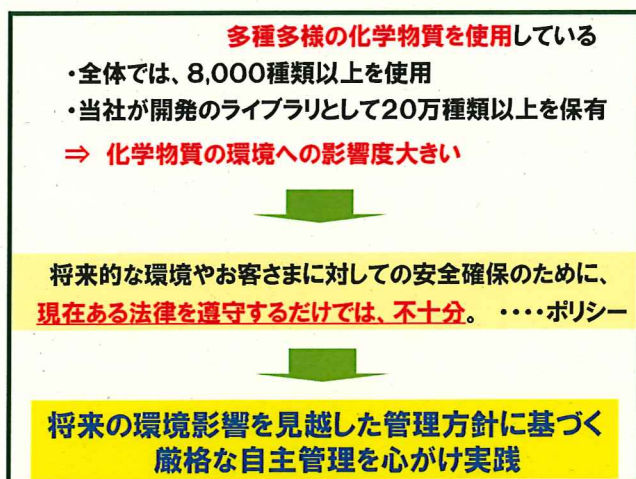 多種多様の化学物質を使用している
・全体では、8,000種類以上を使用
・当社が開発のライブラリとして20万種類以上を保有
⇒ 化学物質の環境への影響度大きい
将来的な環境やお客さまに対しての安全確保のために、
現在ある法律を遵守するだけでは、不十分。 ・・・・ポリシー
将来の環境影響を見越した管理方針に基づく
厳格な自主管理を心がけ実践